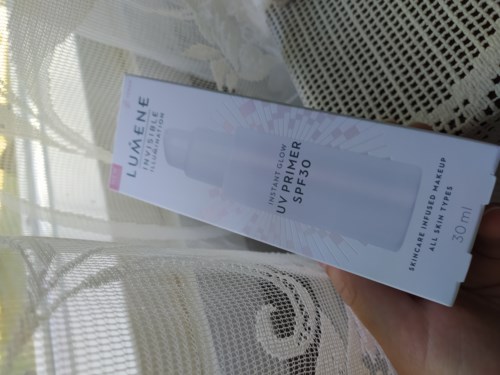 LUMENE
INVISIBLE
ILLUMINATION
INSTANT GLOW
UV PRIMER
SPF30
SKINCARE INFUSED MAKEUP
ALL SKIN TYPES
30 ml